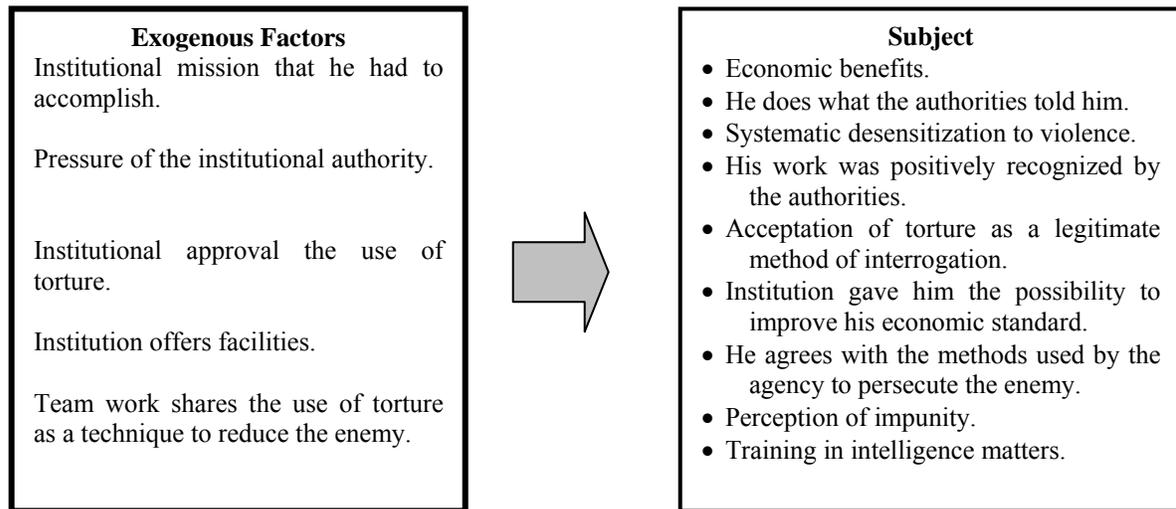 Exogenous Factors
Institutional mission that he had to
accomplish.
Pressure of the institutional authority.
Institutional approval the use of
torture.
Institution offers facilities.
Team work shares the use of torture
as a technique to reduce the enemy.
Subject
• Economic benefits.
• He does what the authorities told him.
• Systematic desensitization to violence.
• His work was positively recognized by
the authorities.
• Acceptation of torture as a legitimate
method of interrogation.
• Institution gave him the possibility to
improve his economic standard.
• He agrees with the methods used by the
agency to persecute the enemy.
• Perception of impunity.
• Training in intelligence matters.